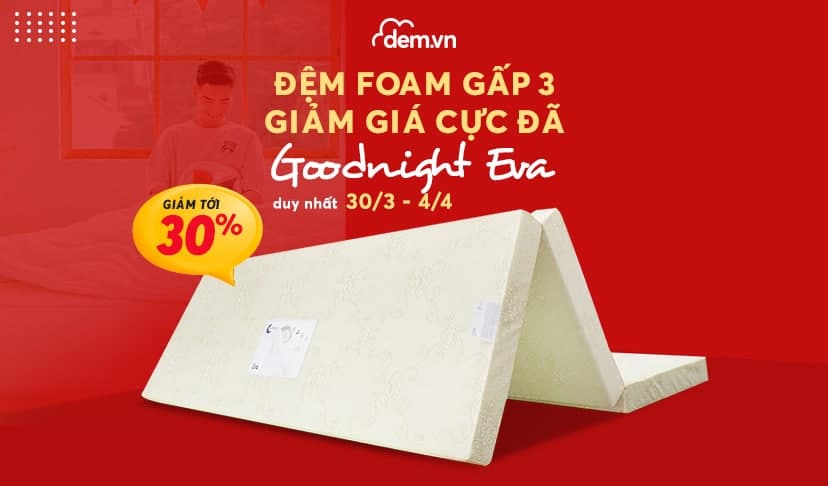 dem.vn
ĐỆM FOAM GẤP 3
GIẢM GIÁ CỰC ĐÃ
Goodnight Eva
duy nhất 30/3 - 4/4
GIẢM TỚI
30%